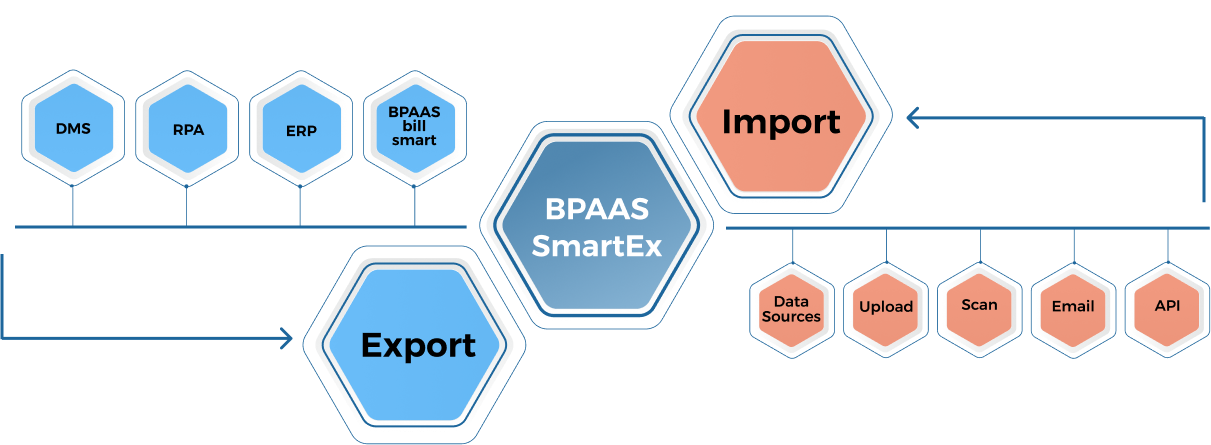 DMS
RPA
ERP
BPAAS
bill
smart
Import
BPAAS
SmartEx
Export
Data
Sources
Upload
Scan
Email
API